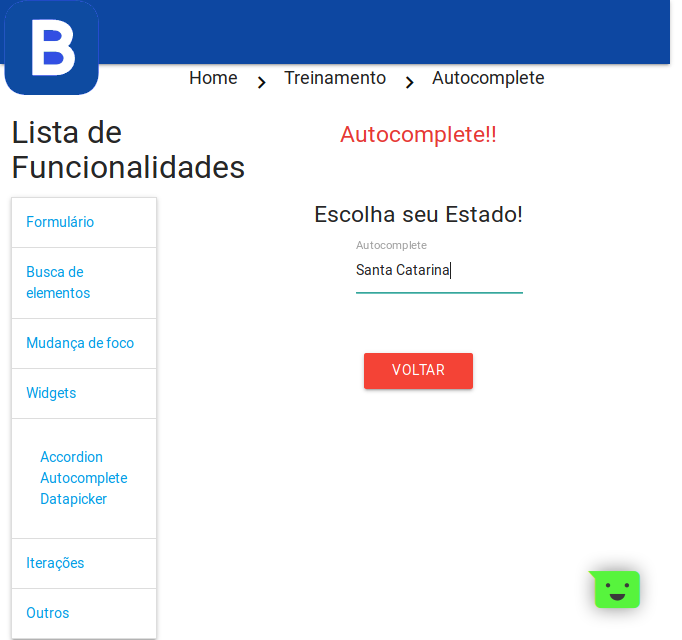 B
Home
Treinamento
Autocomplete
Lista de
Funcionalidades
Autocomplete!!
Formulário
Busca de
elementos
Mudança de foco
Widgets
Accordion
Autocomplete
Datapicker
Iterações
Outros
Escolha seu Estado!
Autocomplete
Santa Catarina
VOLTAR